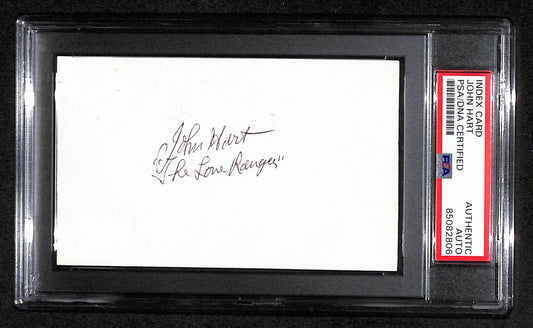 John Hart
"The Lone Ranger"
INDEX CARD
JOHN HART
PSA/DNA CERTIFIED
PSA
AUTHENTIC
AUTO
85082806